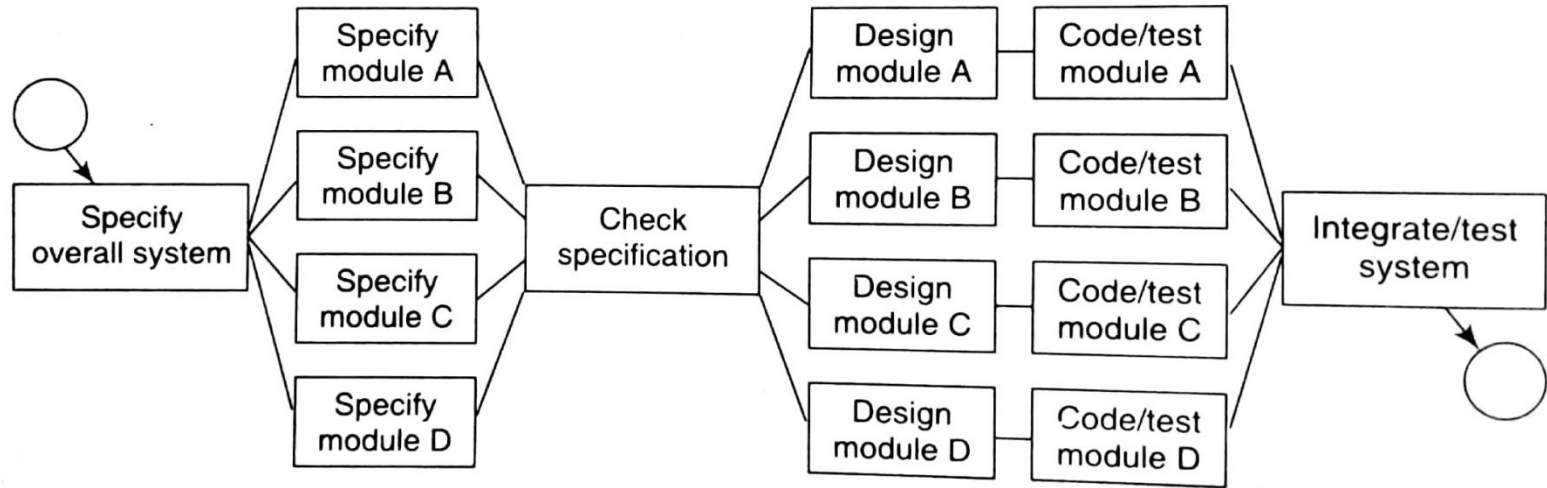 Specify
overall system
Specify
module A
Specify
module B
Specify
module C
Specify
module D
Check
specification
Design
module A
Design
module B
Design
module C
Design
module D
Code/test
module A
Code/test
module B
Code/test
module C
Code/test
module D
Integrate/test
system